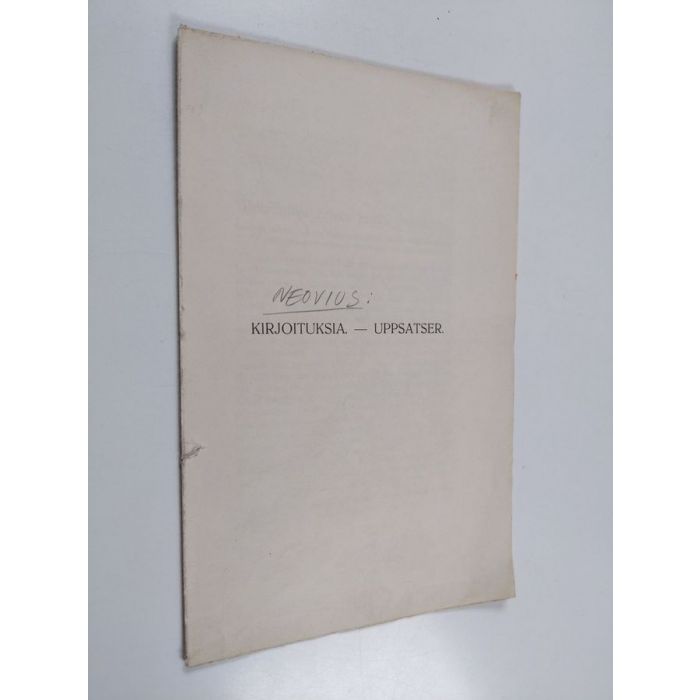 NEOVIUS:
KIRJOITUKSIA. — UPPSATSER.